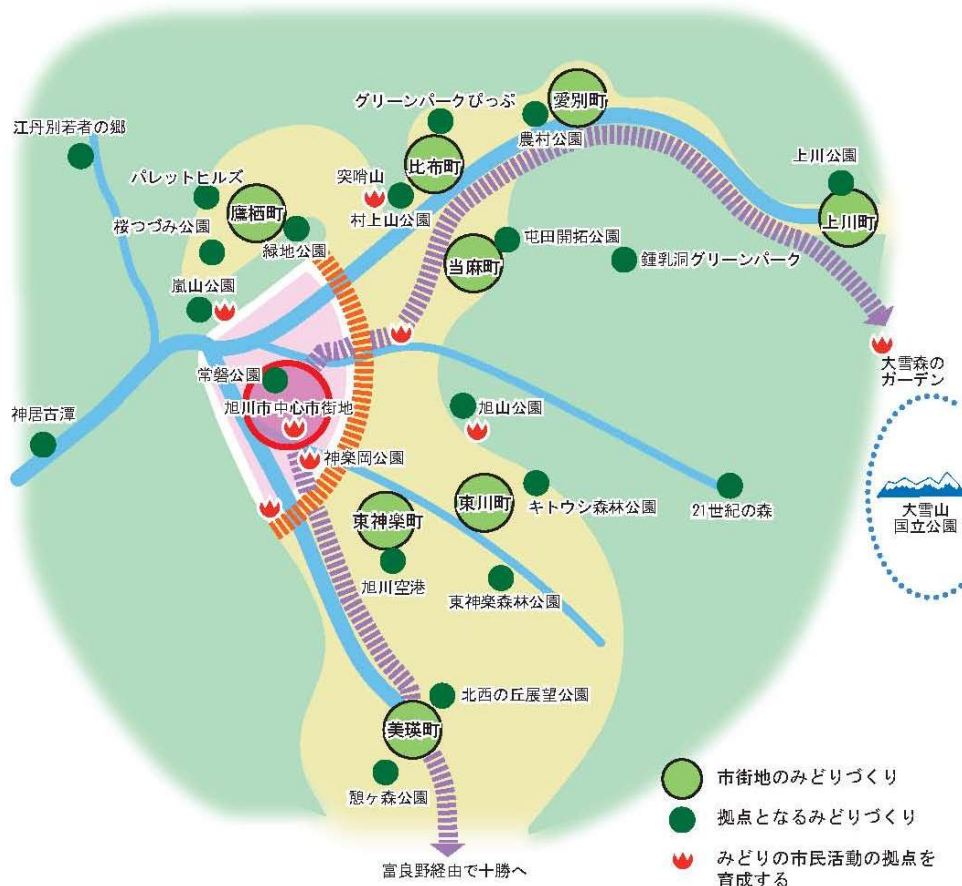 愛別町
グリーンパークぴっぷ
農村公園
江丹別若者の郷
比布町
上川公園
パレットヒルズ
突哨山
村上山公園
鷹栖町
上川町
桜つづみ公園
緑地公園
屯田開拓公園
当麻町
鍾乳洞グリーンパーク
嵐山公園
大雪森の
ガーデン
常磐公園
旭川市中心市街地
旭山公園
神居古潭
神楽岡公園
東川町
キトウシ森林公園
21世紀の森
大雪山
国立公園
東神楽町
旭川空港
東神楽森林公園
北西の丘展望公園
美瑛町
憩ヶ森公園
富良野経由で十勝へ
市街地のみどりづくり
拠点となるみどりづくり
みどりの市民活動の拠点を
育成する